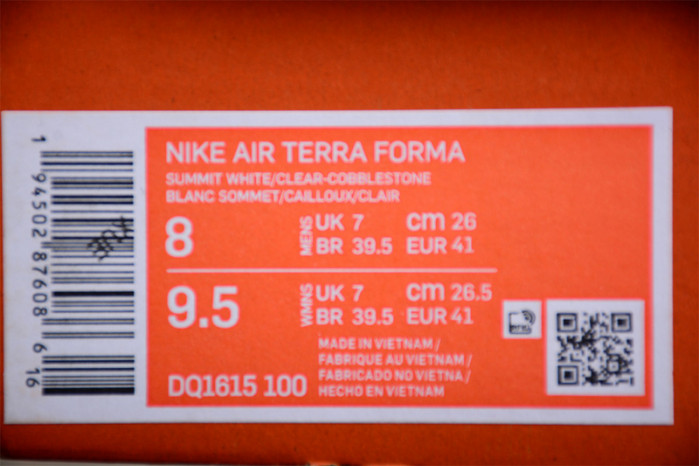 NIKE AIR TERRA FORMA
SUMMIT WHITE/CLEAR-COBBLESTONE
BLANC SOMMET/CAILLOUX/CLAIR
8 MENS UK 7 cm 26
BR 39.5 EUR 41
9.5 WMNS UK 7 cm 26.5
BR 39.5 EUR 41
MADE IN VIETNAM /
FABRIQUE AU VIETNAM /
FABRICADO NO VIETNA /
HECHO EN VIETNAM
DQ1615 100
1 94502 87608 6 16